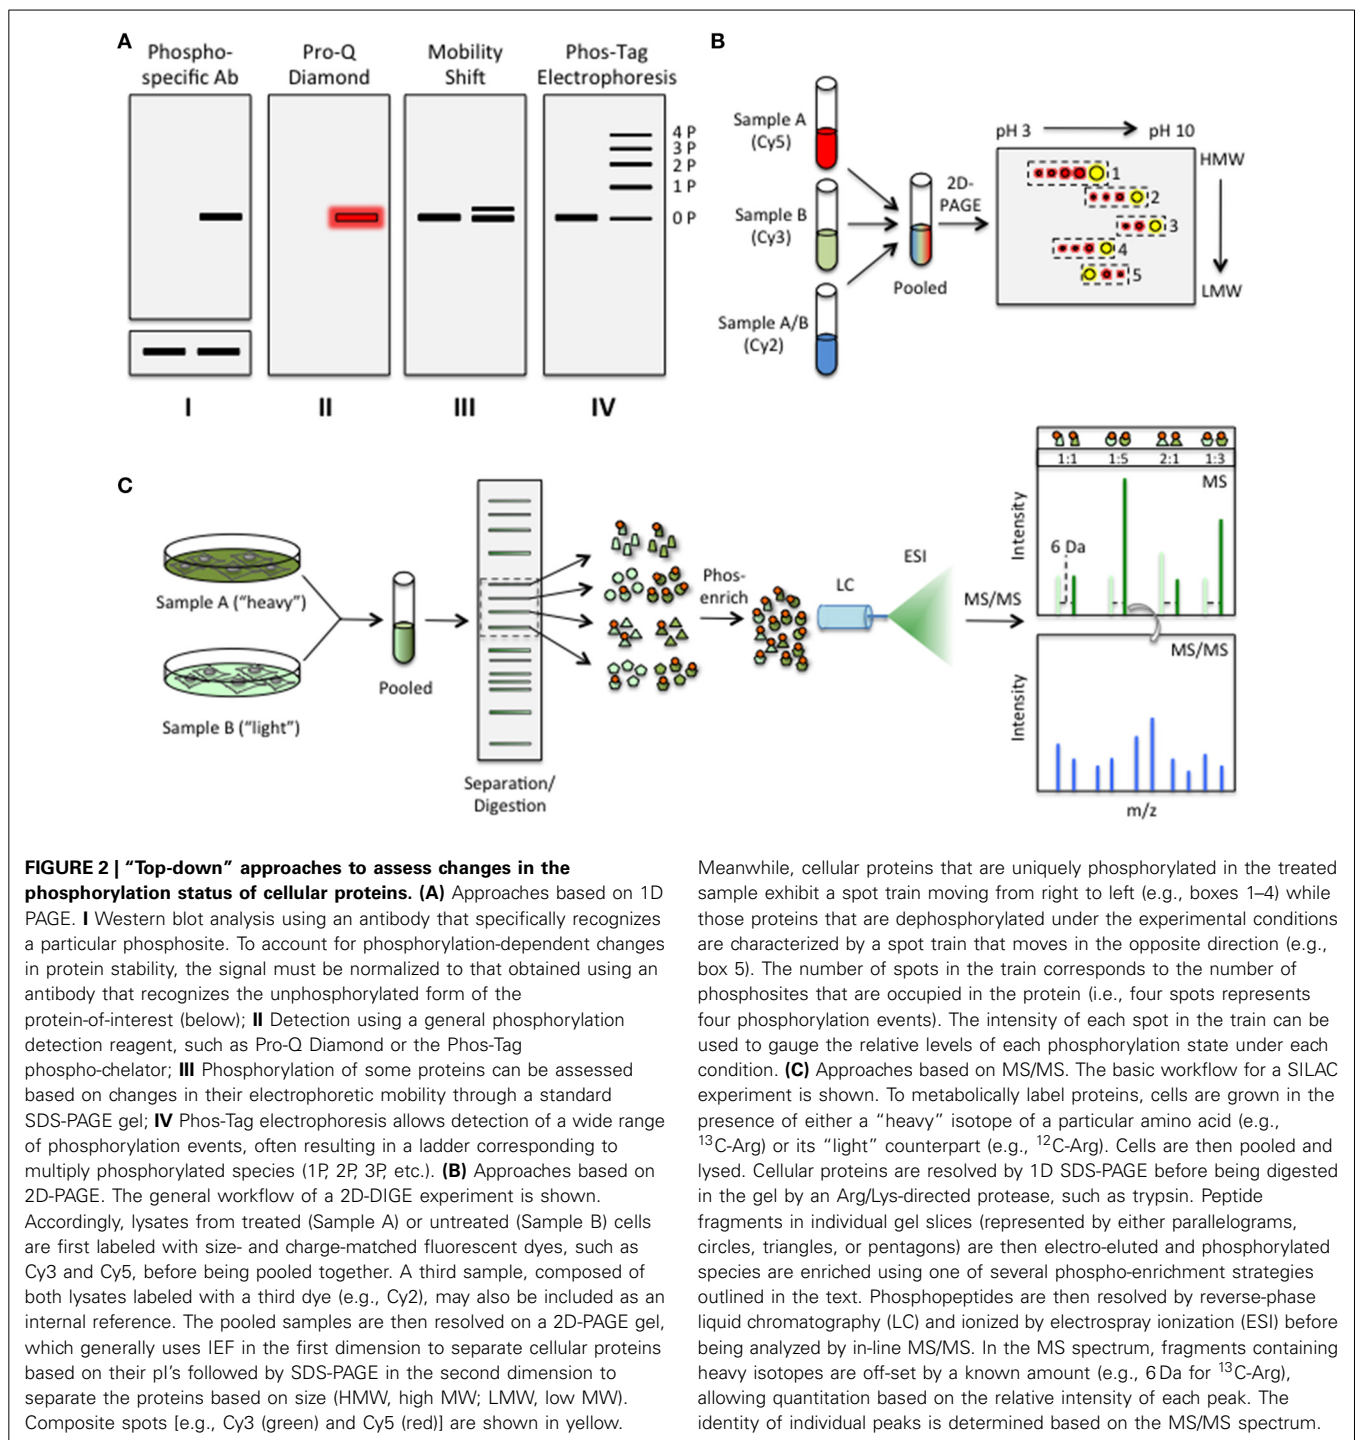 A
Phospho-
specific Ab
Pro-Q
Diamond
Mobility
Shift
Phos-Tag
Electrophoresis
4 P
3 P
2 P
1 P
0 P
I
II
III
IV
B
Sample A
(Cy5)
Sample B
(Cy3)
Sample A/B
(Cy2)
Pooled
2D-
PAGE
pH 3
pH 10
HMW
LMW
1
2
3
4
5
C
Sample A ("heavy")
Sample B ("light")
Pooled
Separation/
Digestion
Phos-
enrich
LC
ESI
MS/MS
1:1
1:5
2:1
1:3
MS
Intensity
6 Da
MS/MS
Intensity
m/z
FIGURE 2 | “Top-down” approaches to assess changes in the
phosphorylation status of cellular proteins. (A) Approaches based on 1D
PAGE. I Western blot analysis using an antibody that specifically recognizes
a particular phosphosite. To account for phosphorylation-dependent changes
in protein stability, the signal must be normalized to that obtained using an
antibody that recognizes the unphosphorylated form of the
protein-of-interest (below); II Detection using a general phosphorylation
detection reagent, such as Pro-Q Diamond or the Phos-Tag
phospho-chelator; III Phosphorylation of some proteins can be assessed
based on changes in their electrophoretic mobility through a standard
SDS-PAGE gel; IV Phos-Tag electrophoresis allows detection of a wide range
of phosphorylation events, often resulting in a ladder corresponding to
multiply phosphorylated species (1P, 2P, 3P, etc.). (B) Approaches based on
2D-PAGE. The general workflow of a 2D-DIGE experiment is shown.
Accordingly, lysates from treated (Sample A) or untreated (Sample B) cells
are first labeled with size- and charge-matched fluorescent dyes, such as
Cy3 and Cy5, before being pooled together. A third sample, composed of
both lysates labeled with a third dye (e.g., Cy2), may also be included as an
internal reference. The pooled samples are then resolved on a 2D-PAGE gel,
which generally uses IEF in the first dimension to separate cellular proteins
based on their pI’s followed by SDS-PAGE in the second dimension to
separate the proteins based on size (HMW, high MW; LMW, low MW).
Composite spots [e.g., Cy3 (green) and Cy5 (red)] are shown in yellow.
Meanwhile, cellular proteins that are uniquely phosphorylated in the treated
sample exhibit a spot train moving from right to left (e.g., boxes 1–4) while
those proteins that are dephosphorylated under the experimental conditions
are characterized by a spot train that moves in the opposite direction (e.g.,
box 5). The number of spots in the train corresponds to the number of
phosphosites that are occupied in the protein (i.e., four spots represents
four phosphorylation events). The intensity of each spot in the train can be
used to gauge the relative levels of each phosphorylation state under each
condition. (C) Approaches based on MS/MS. The basic workflow for a SILAC
experiment is shown. To metabolically label proteins, cells are grown in the
presence of either a “heavy” isotope of a particular amino acid (e.g.,
¹³C-Arg) or its “light” counterpart (e.g., ¹²C-Arg). Cells are then pooled and
lysed. Cellular proteins are resolved by 1D SDS-PAGE before being digested
in the gel by an Arg/Lys-directed protease, such as trypsin. Peptide
fragments in individual gel slices (represented by either parallelograms,
circles, triangles, or pentagons) are then electro-eluted and phosphorylated
species are enriched using one of several phospho-enrichment strategies
outlined in the text. Phosphopeptides are then resolved by reverse-phase
liquid chromatography (LC) and ionized by electrospray ionization (ESI) before
being analyzed by in-line MS/MS. In the MS spectrum, fragments containing
heavy isotopes are off-set by a known amount (e.g., 6 Da for ¹³C-Arg),
allowing quantitation based on the relative intensity of each peak. The
identity of individual peaks is determined based on the MS/MS spectrum.